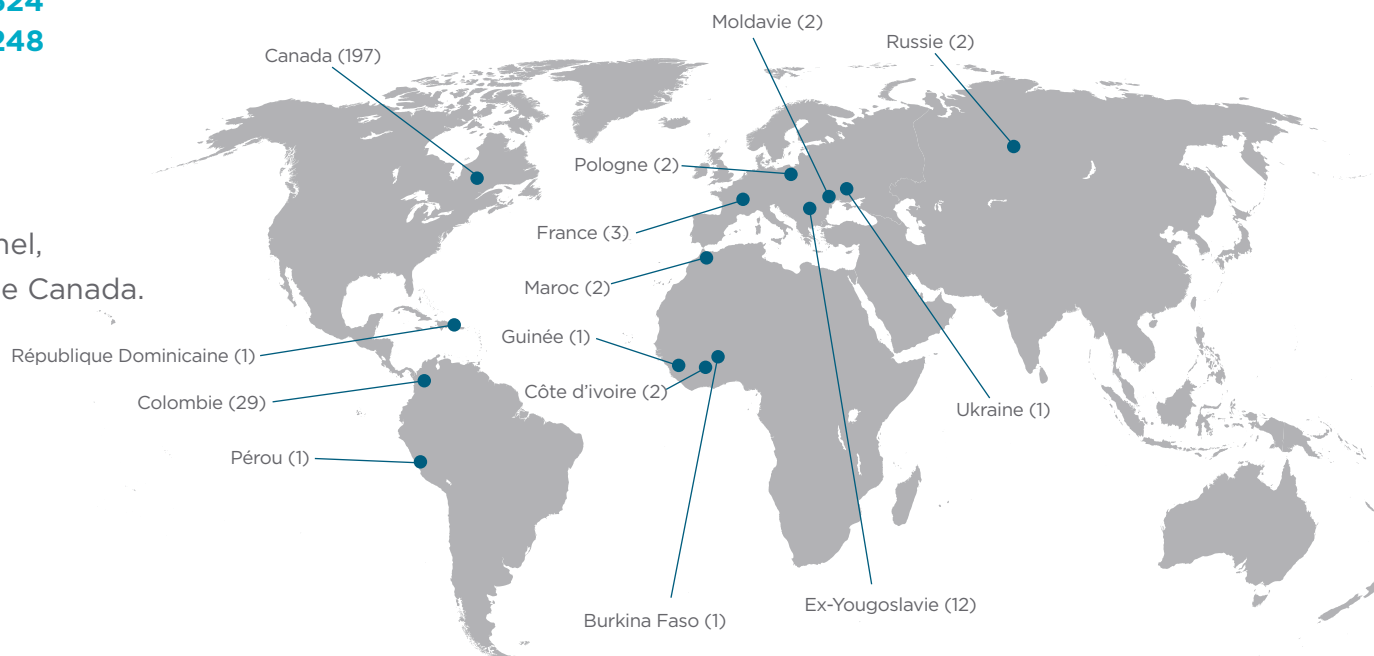 248
Moldavie (2)
Russie (2)
Canada (197)
Pologne (2)
France (3)
e Canada.
Maroc (2)
Guinée (1)
République Dominicaine (1)
Côte d'ivoire (2)
Colombie (29)
Ukraine (1)
Pérou (1)
Ex-Yougoslavie (12)
Burkina Faso (1)